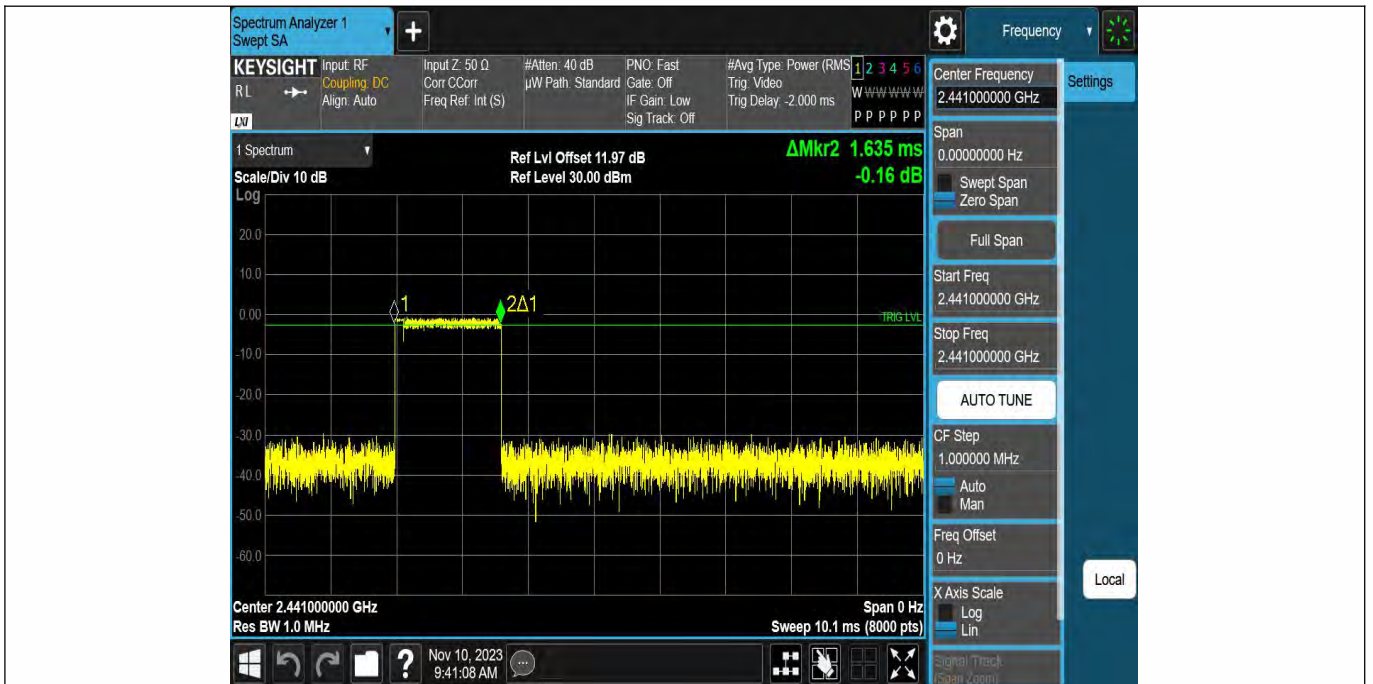 Spectrum Analyzer 1
Swept SA
+
Frequency
KEYSIGHT
RL
LXI
Input: RF
Coupling: DC
Align: Auto
Input Z: 50 Ω
Corr CCorr
Freq Ref: Int (S)
#Atten: 40 dB
µW Path: Standard
PNO: Fast
Gate: Off
IF Gain: Low
Sig Track: Off
#Avg Type: Power (RMS
Trig: Video
Trig Delay: -2.000 ms
1 2 3 4 5 6
W W W W W W
P P P P P P
1 Spectrum
Scale/Div 10 dB
Ref Lvl Offset 11.97 dB
Ref Level 30.00 dBm
ΔMkr2 1.635 ms
-0.16 dB
Log
20.0
10.0
0.00
-10.0
-20.0
-30.0
-40.0
-50.0
-60.0
1
2Δ1
TRIG LVL
Center 2.441000000 GHz
Res BW 1.0 MHz
Span 0 Hz
Sweep 10.1 ms (8000 pts)
Center Frequency
2.441000000 GHz
Settings
Span
0.00000000 Hz
Swept Span
Zero Span
Full Span
Start Freq
2.441000000 GHz
Stop Freq
2.441000000 GHz
AUTO TUNE
CF Step
1.000000 MHz
Auto
Man
Freq Offset
0 Hz
X Axis Scale
Log
Lin
Signal Track
(Span Zoom)
Local
?
Nov 10, 2023
9:41:08 AM